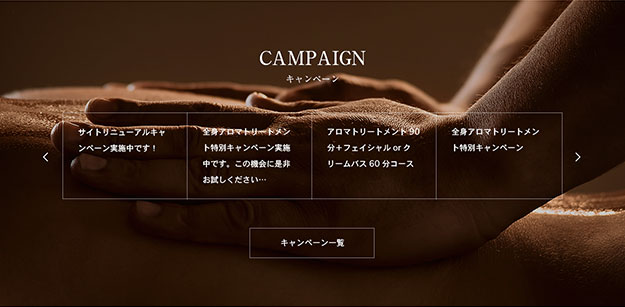 CAMPAIGN
キャンペーン
サイトリニューアルキャ
ンペーン実施中です！
全身アロマトリートメン
ト特別キャンペーン実施
中です。この機会に是非
お試しください…
アロマトリートメント 90
分＋フェイシャル or ク
リームバス 60 分コース
全身アロマトリートメン
ト特別キャンペーン
キャンペーン一覧